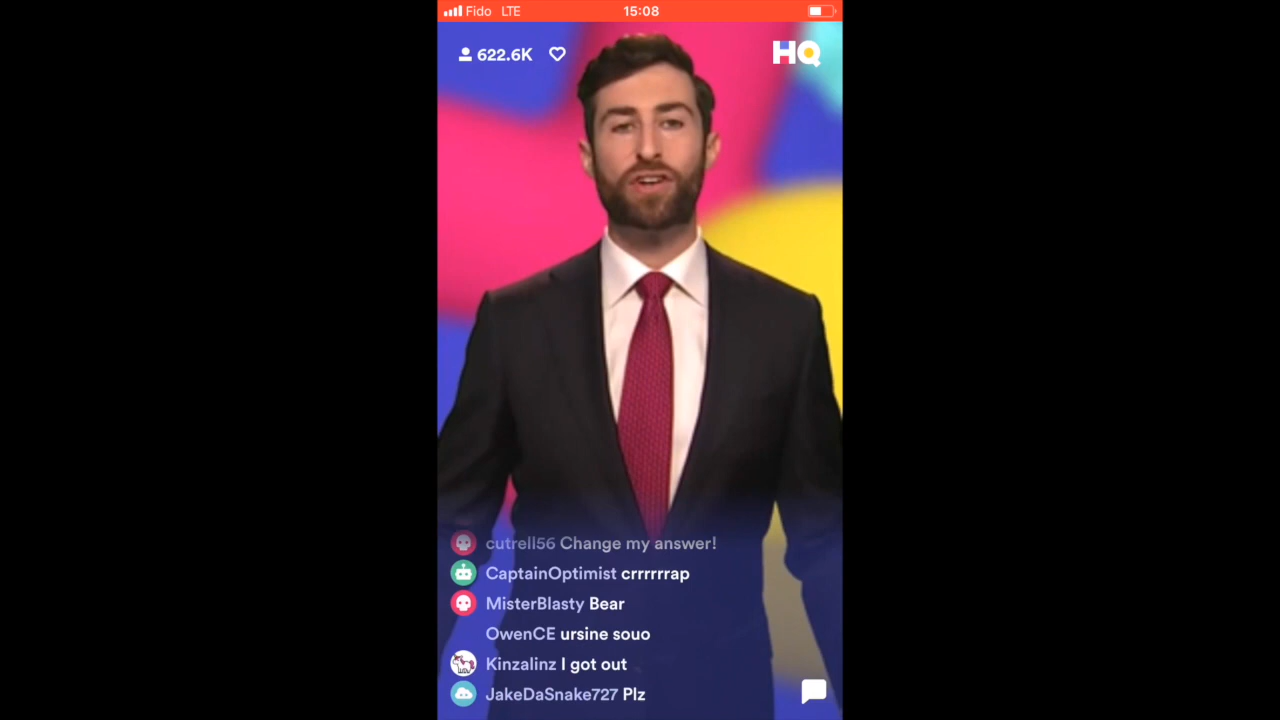 Fido LTE 15:08
622.6K HQ
cutrell56 Change my answer!
CaptainOptimist crrrrrrap
MisterBlasty Bear
OwenCE ursine souo
Kinzalinz I got out
JakeDaSnake727 Plz